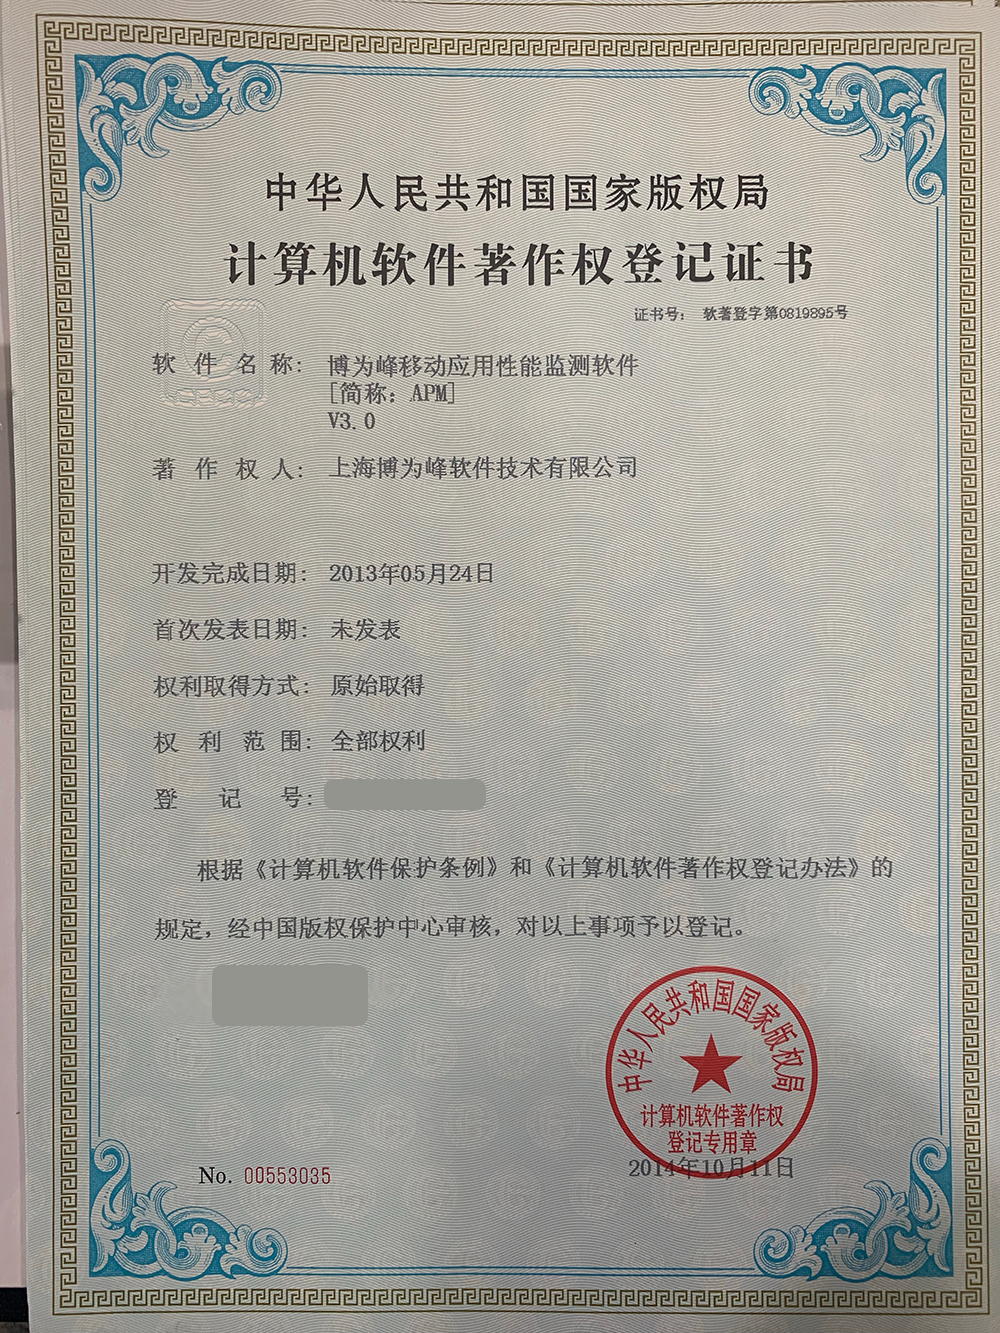 中华人民共和国国家版权局
计算机软件著作权登记证书
证书号： 软著登字第0819895号
软件名称： 博为峰移动应用性能监测软件
[简称：APM]
V3.0
著作权人： 上海博为峰软件技术有限公司
开发完成日期： 2013年05月24日
首次发表日期： 未发表
权利取得方式： 原始取得
权利范围： 全部权利
登记号：
根据《计算机软件保护条例》和《计算机软件著作权登记办法》的
规定，经中国版权保护中心审核，对以上事项予以登记。
中华人民共和国国家版权局
计算机软件著作权
登记专用章
No. 00553035
2014年10月11日